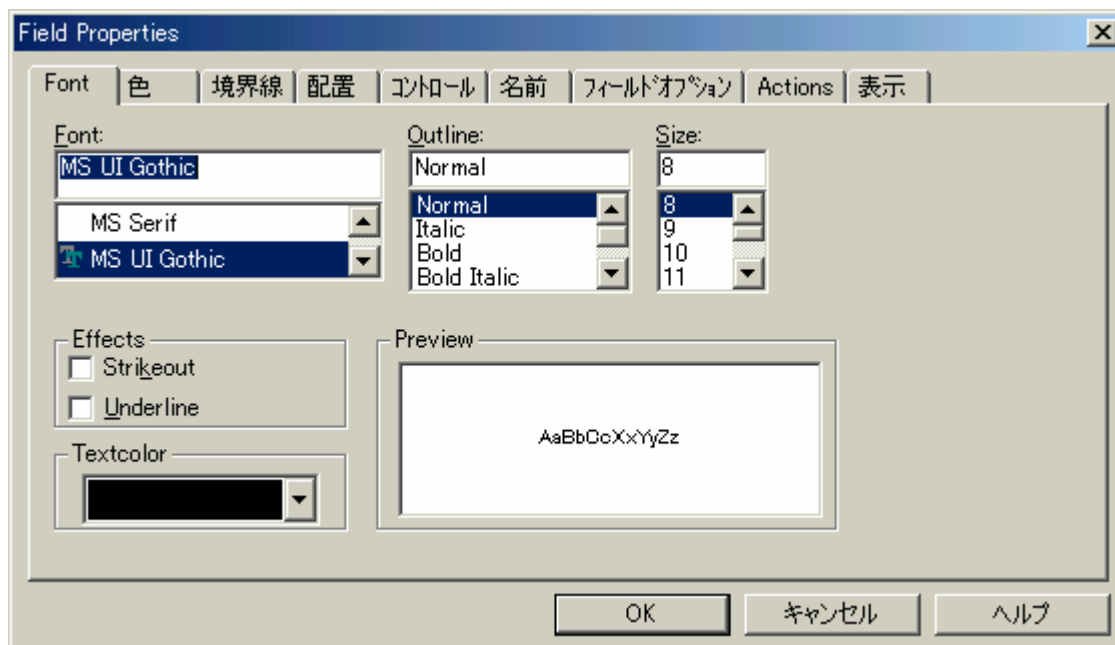 Field Properties
Font 色 境界線 配置 コントロール 名前 フィールドオプション Actions 表示
Font: Outline: Size:
MS UI Gothic Normal 8
MS Serif Normal 8
Italic 9
MS UI Gothic Bold 10
Bold Italic 11
Effects Preview
Strikeout
Underline
AaBbCcXxYyZz
Textcolor
OK キャンセル ヘルプ